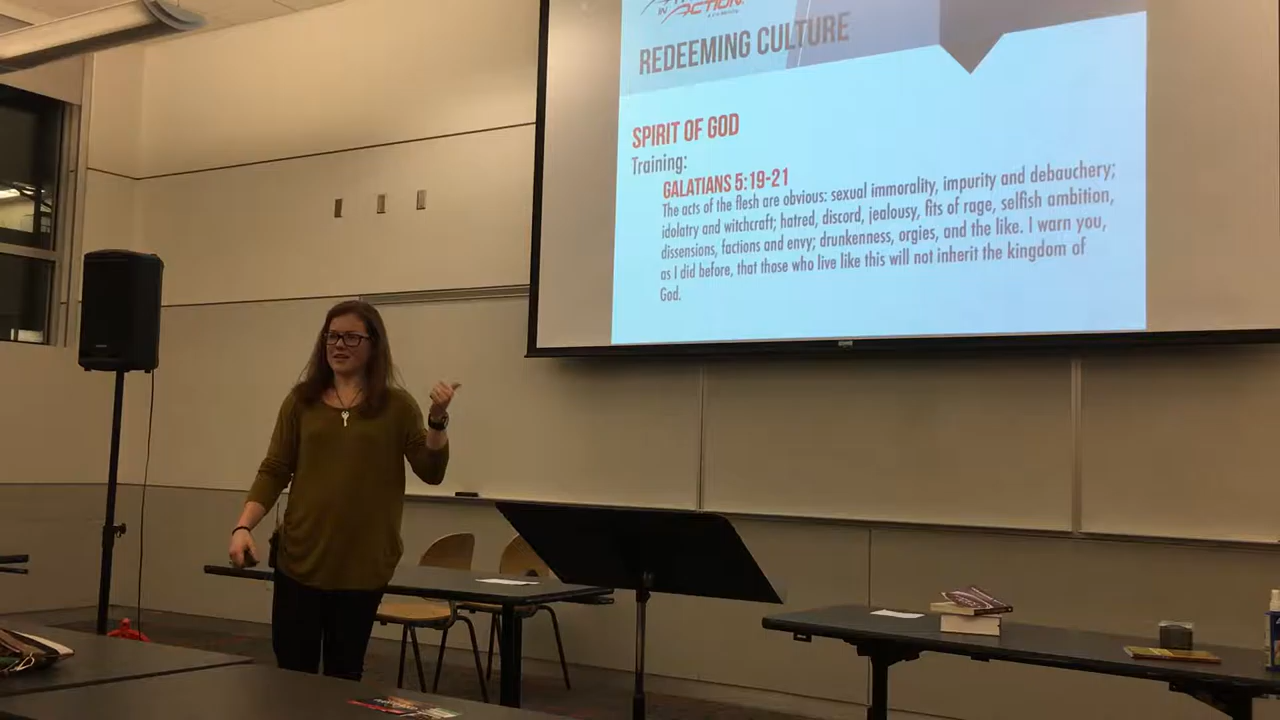 IN ACTION
REDEEMING CULTURE
SPIRIT OF GOD
Training:
GALATIANS 5:19-21
The acts of the flesh are obvious: sexual immorality, impurity and debauchery;
idolatry and witchcraft; hatred, discord, jealousy, fits of rage, selfish ambition,
dissensions, factions and envy; drunkenness, orgies, and the like. I warn you,
as I did before, that those who live like this will not inherit the kingdom of
God.